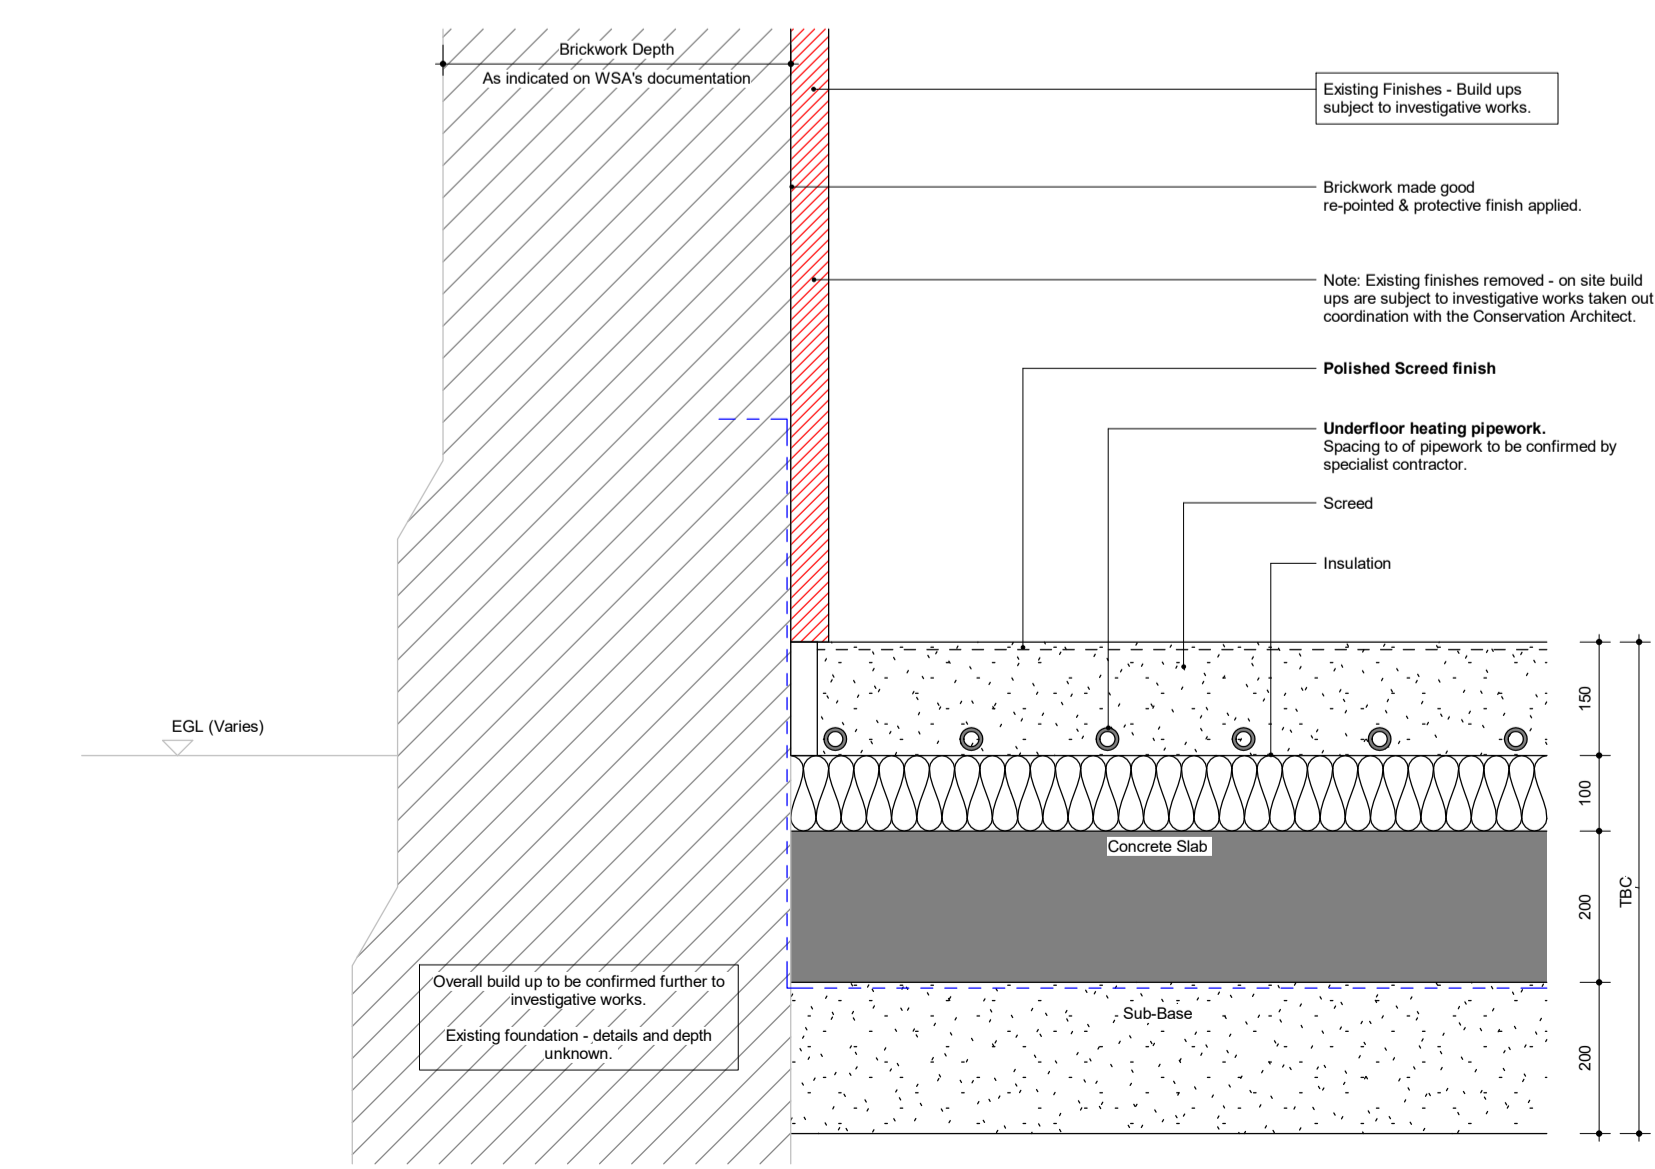 Brickwork Depth
As indicated on WSA's documentation
Existing Finishes - Build ups
subject to investigative works.
Brickwork made good
re-pointed & protective finish applied.
Note: Existing finishes removed - on site build
ups are subject to investigative works taken out
coordination with the Conservation Architect.
Polished Screed finish
Underfloor heating pipework.
Spacing to of pipework to be confirmed by
specialist contractor.
Screed
Insulation
EGL (Varies)
150
100
Concrete Slab
200
TBC
Overall build up to be confirmed further to
investigative works.
Existing foundation - details and depth
unknown.
Sub-Base
200